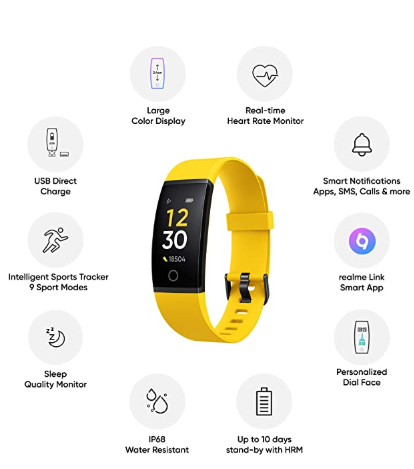 Large
Color Display
Real-time
Heart Rate Monitor
USB Direct
Charge
Smart Notifications
Apps, SMS, Calls & more
12
30
18504
Intelligent Sports Tracker
9 Sport Modes
realme Link
Smart App
Sleep
Quality Monitor
Personalized
Dial Face
IP68
Water Resistant
Up to 10 days
stand-by with HRM